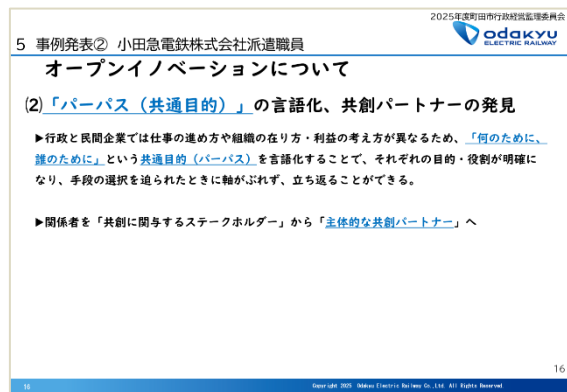 2025年度町田市行政経営監理委員会
odakyu
ELECTRIC RAILWAY
5 事例発表② 小田急電鉄株式会社派遣職員
オープンイノベーションについて
⑵「パーパス（共通目的）」の言語化、共創パートナーの発見
▶行政と民間企業では仕事の進め方や組織の在り方・利益の考え方が異なるため、「何のために、
誰のために」という共通目的（パーパス）を言語化することで、それぞれの目的・役割が明確に
なり、手段の選択を迫られたときに軸がぶれず、立ち返ることができる。
▶関係者を「共創に関与するステークホルダー」から「主体的な共創パートナー」へ
16
16
Copyright 2025 Odakyu Electric Railway Co.,Ltd. All Rights Reserved